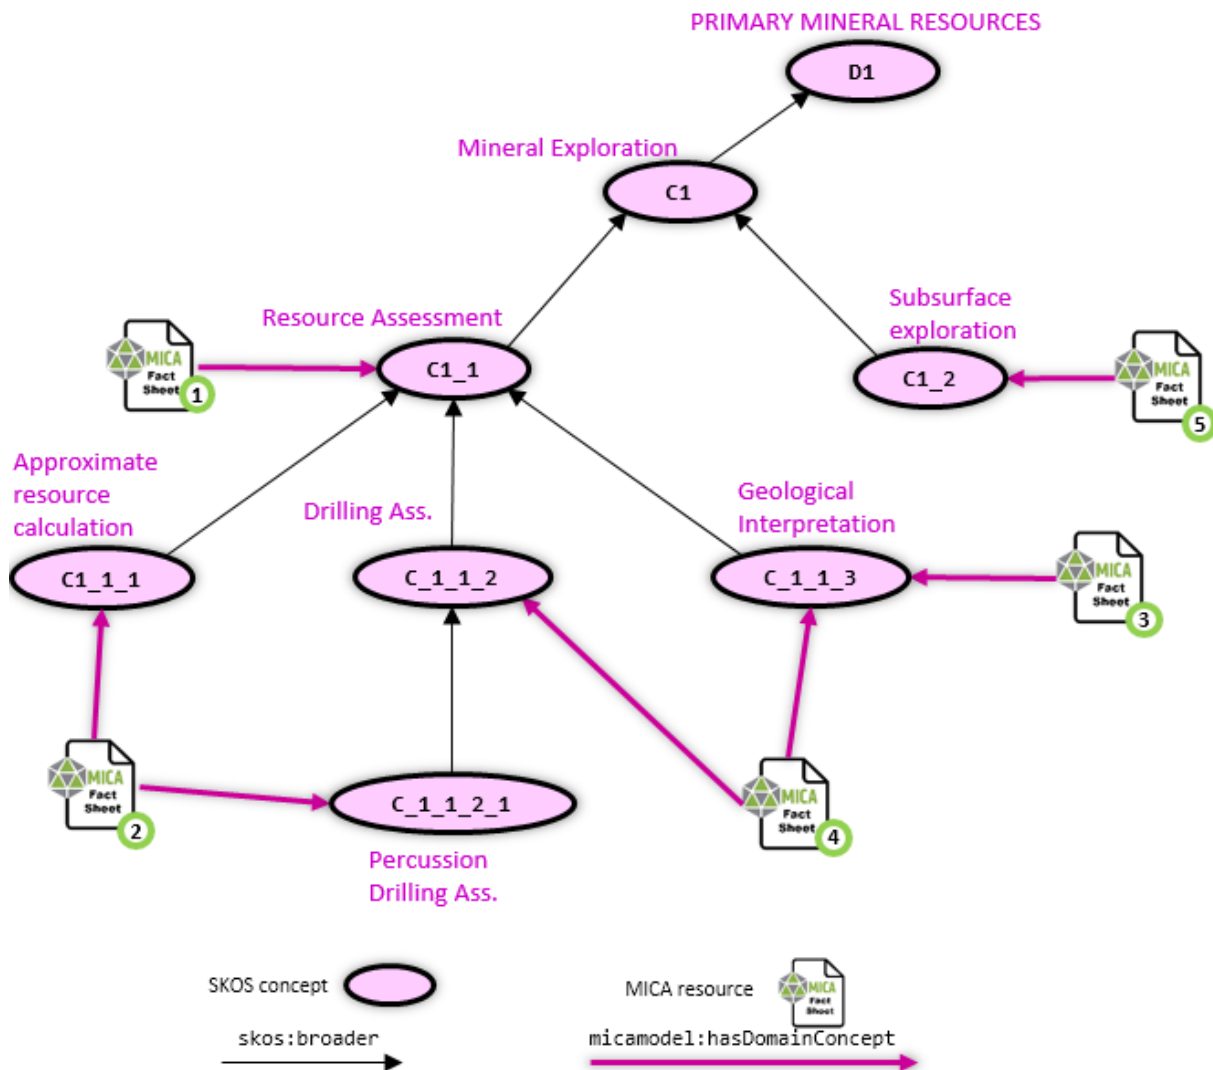 PRIMARY MINERAL RESOURCES
D1
Mineral Exploration
C1
Resource Assessment
Subsurface
exploration
MICA
Fact
Sheet
1
C1_1
C1_2
MICA
Fact
Sheet
5
Approximate
resource
calculation
Drilling Ass.
Geological
Interpretation
C1_1_1
C_1_1_2
C_1_1_3
MICA
Fact
Sheet
3
MICA
Fact
Sheet
2
C_1_1_2_1
MICA
Fact
Sheet
4
Percussion
Drilling Ass.
SKOS concept
MICA resource
MICA
Fact
Sheet
skos:broader
micamodel:hasDomainConcept